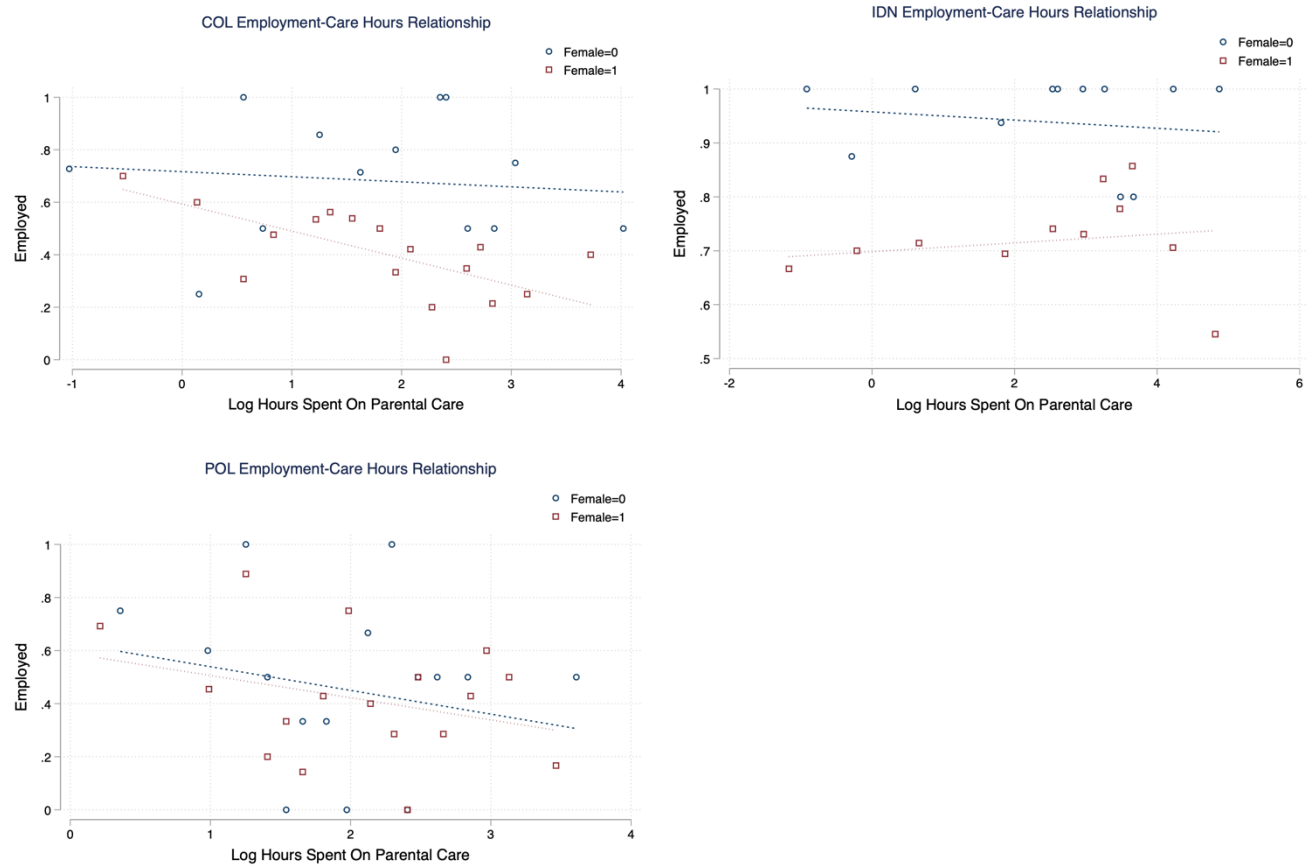 COL Employment-Care Hours Relationship
Female=0
Female=1
1
.8
.6
.4
.2
0
Employed
-1 0 1 2 3 4
Log Hours Spent On Parental Care
IDN Employment-Care Hours Relationship
Female=0
Female=1
1
.9
.8
.7
.6
.5
Employed
-2 0 2 4 6
Log Hours Spent On Parental Care
POL Employment-Care Hours Relationship
Female=0
Female=1
1
.8
.6
.4
.2
0
Employed
0 1 2 3 4
Log Hours Spent On Parental Care